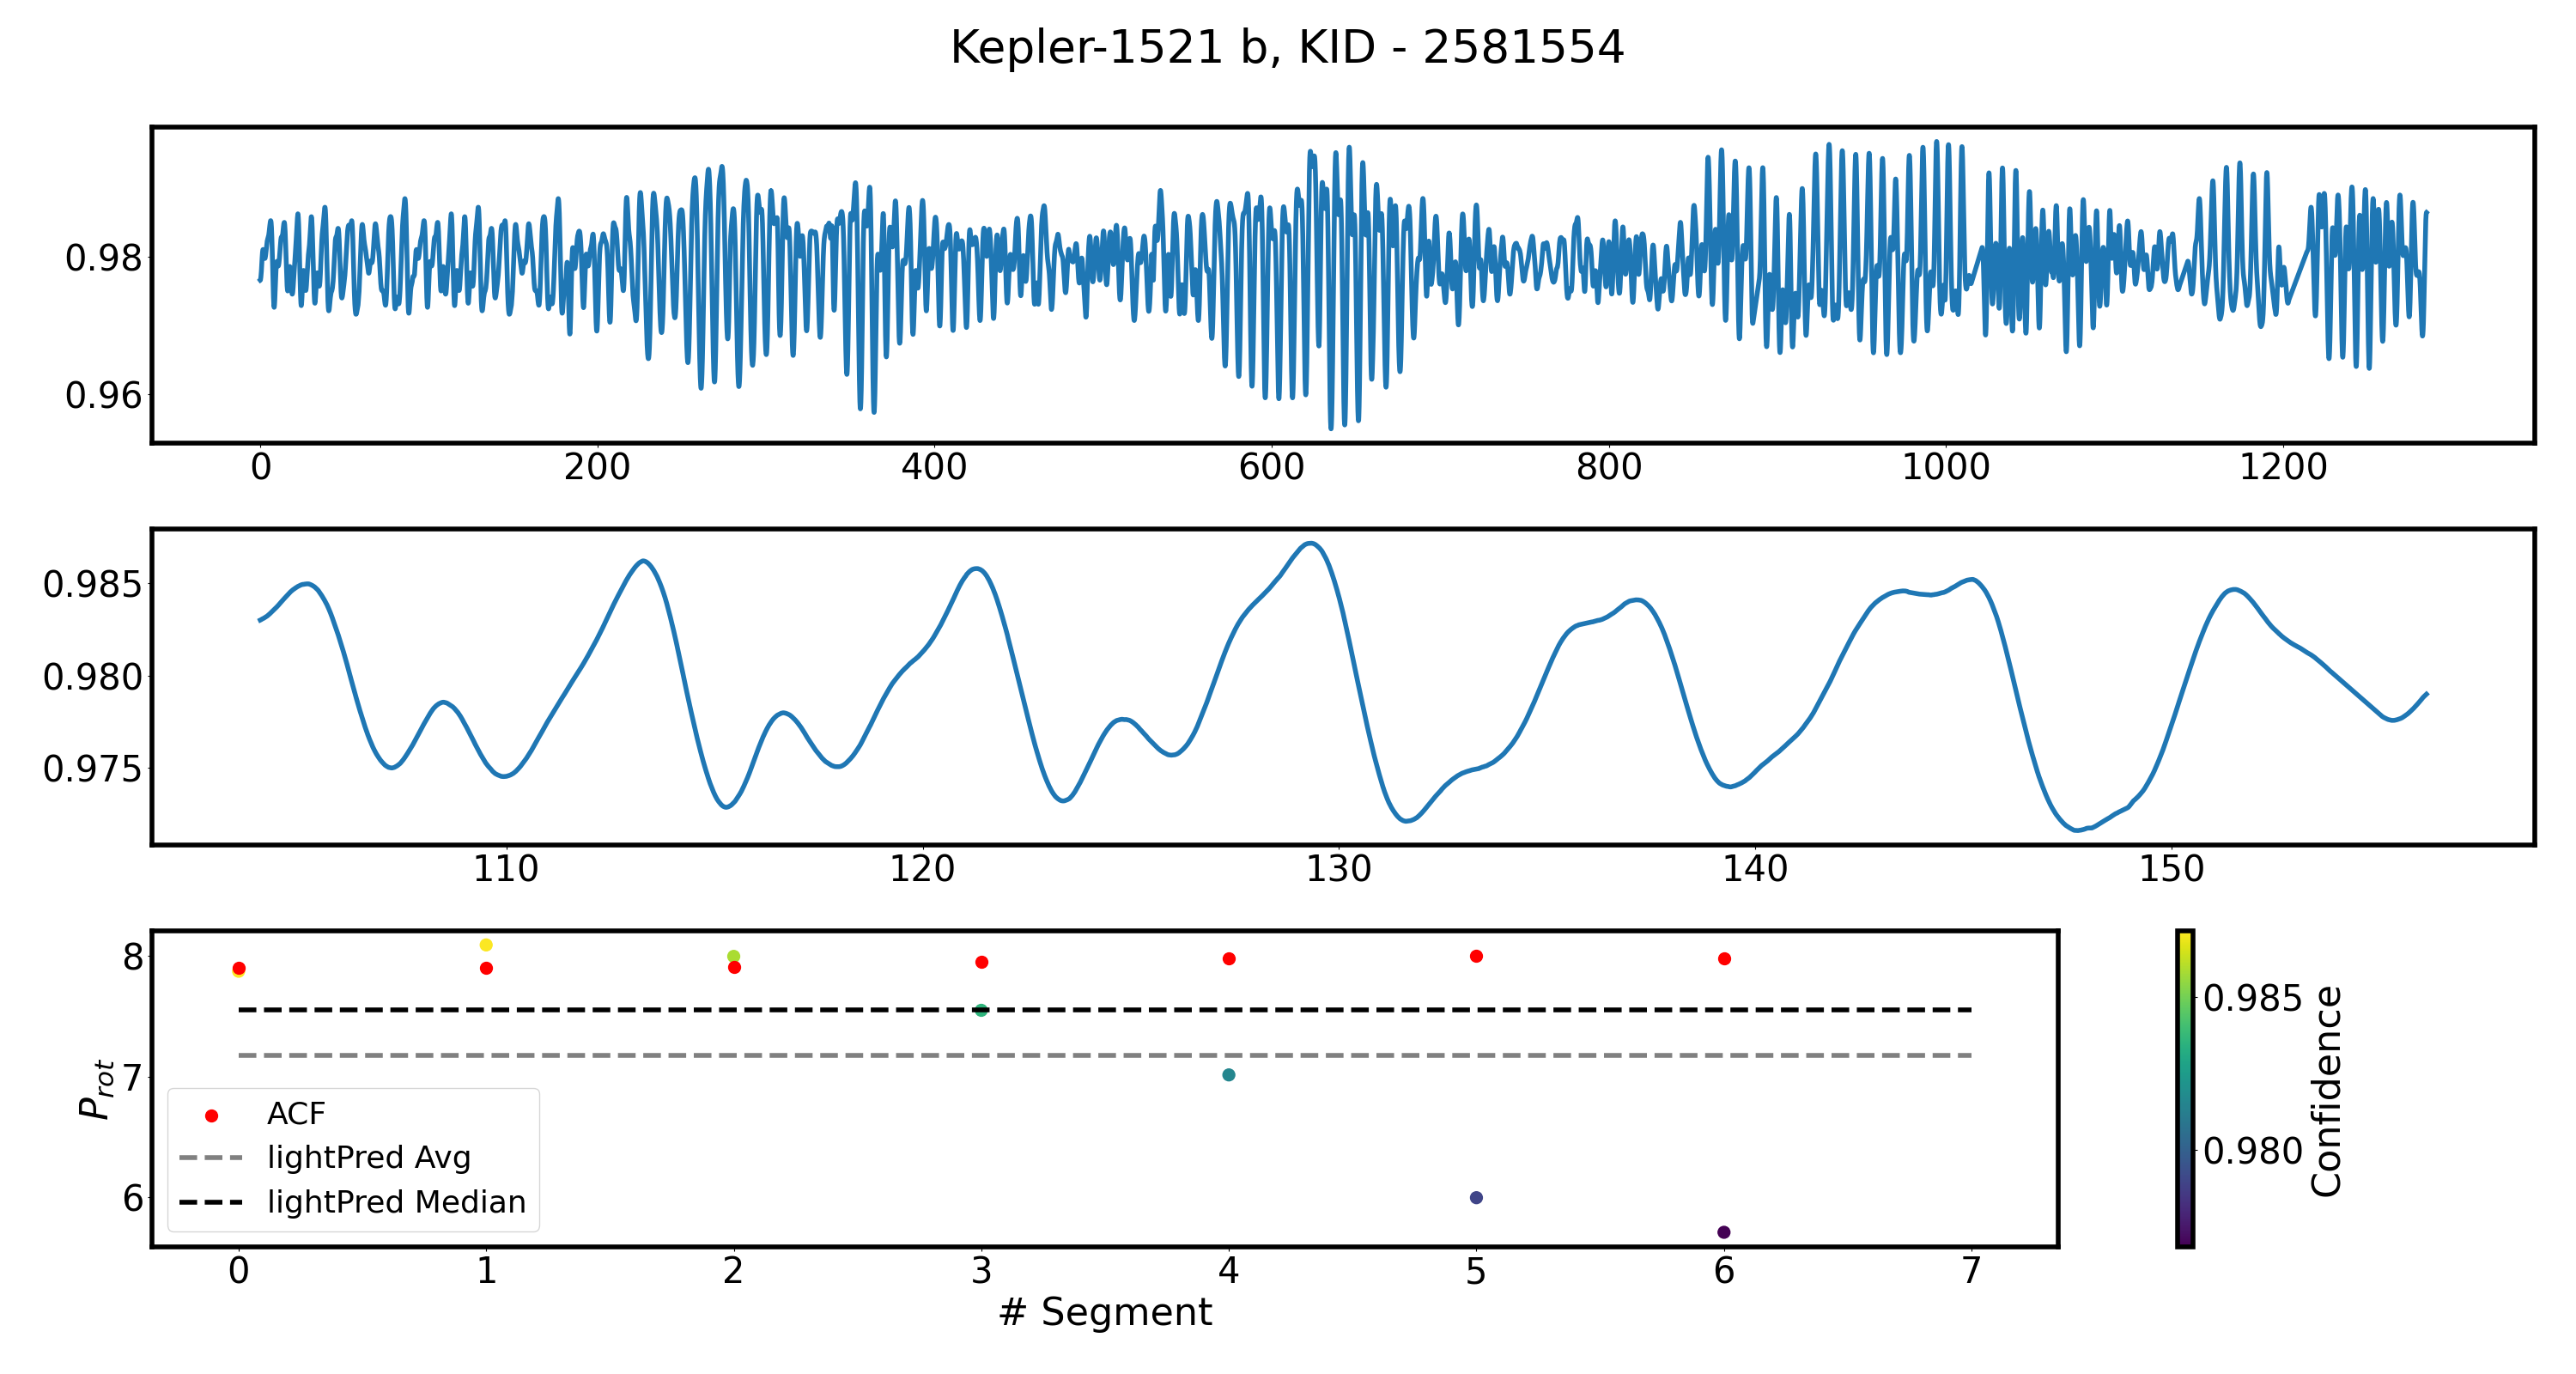 Kepler-1521 b, KID - 2581554
0.98
0.96
0 200 400 600 800 1000 1200
0.985
0.980
0.975
110 120 130 140 150
8
7
6
P_rot
ACF
lightPred Avg
lightPred Median
0 1 2 3 4 5 6 7
# Segment
0.985
0.980
Confidence